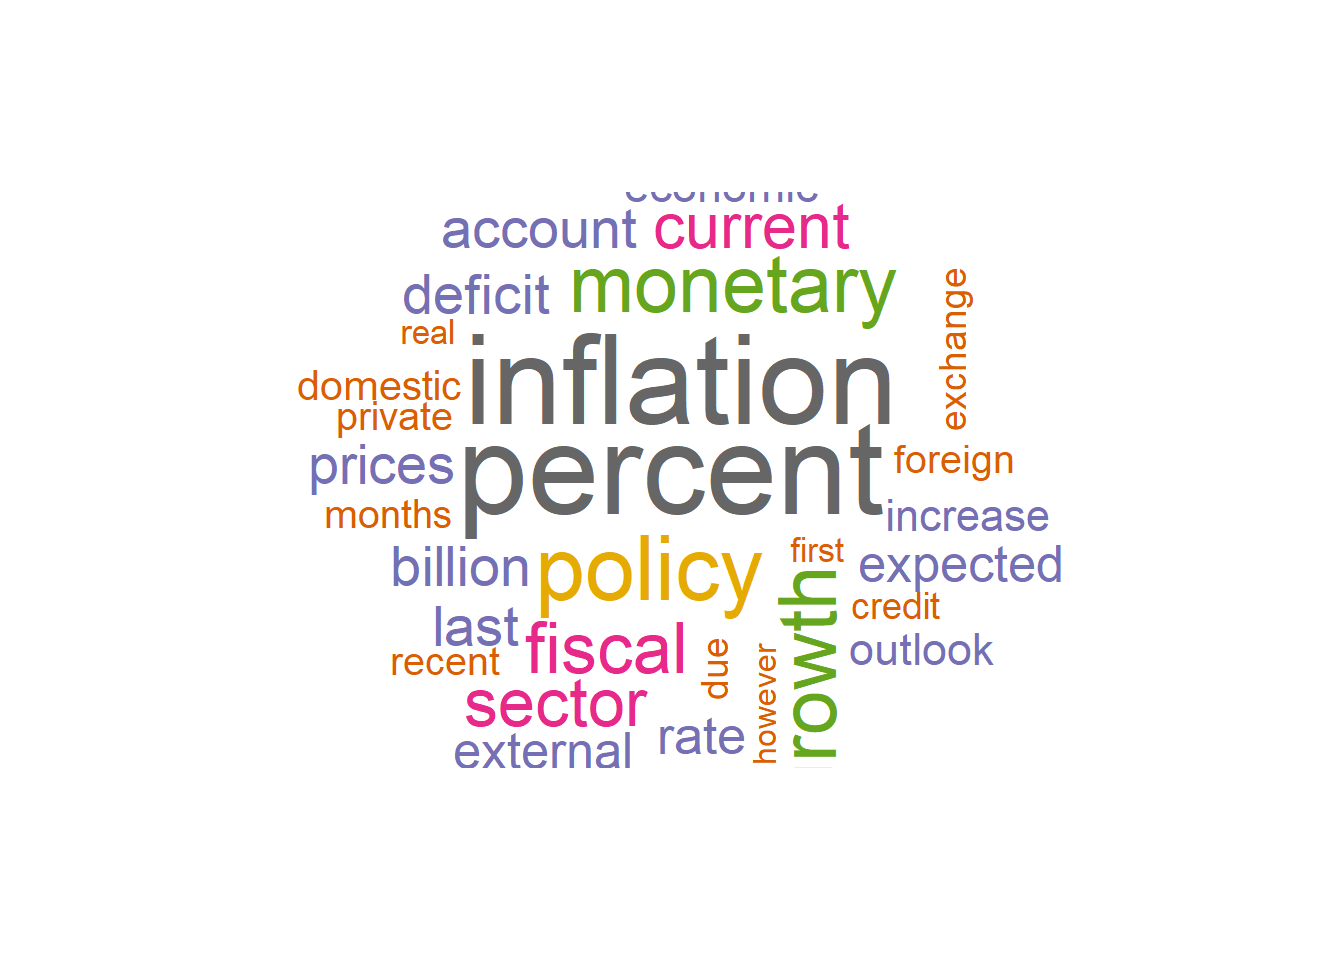 economic
account current
deficit monetary
real
exchange
inflation
domestic
private
percent
prices
foreign
months
increase
billion policy
first
expected
last
credit
rowth
recent fiscal
due
however
outlook
sector
external rate